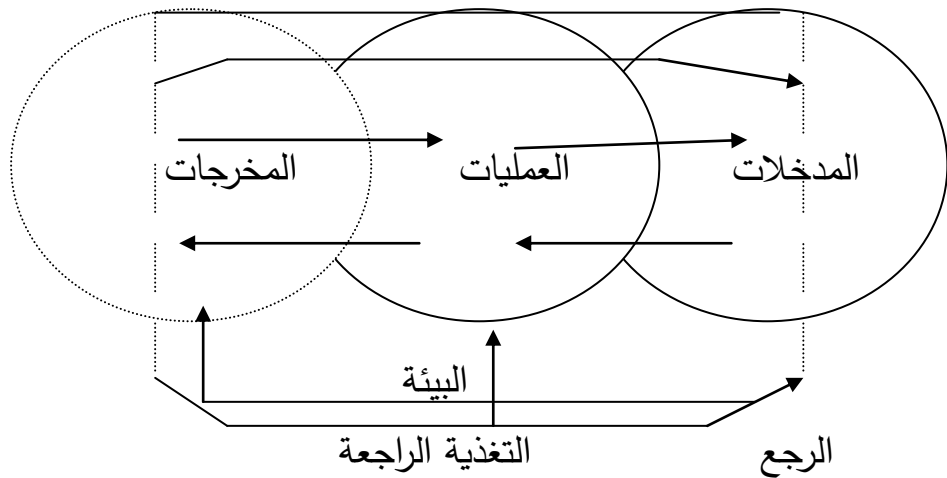 المدخلات
العمليات
المخرجات
البيئة
الرجع
التغذية الراجعة